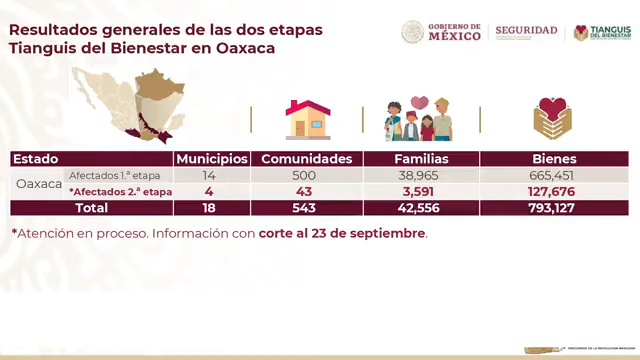 Resultados generales de las dos etapas
Tianguis del Bienestar en Oaxaca
GOBIERNO DE
MÉXICO
SEGURIDAD
TIANGUIS
DEL BIENESTAR
Estado Municipios Comunidades Familias Bienes
Oaxaca
Afectados 1.ª etapa 14 500 38,965 665,451
*Afectados 2.ª etapa 4 43 3,591 127,676
Total 18 543 42,556 793,127
*Atención en proceso. Información con corte al 23 de septiembre.